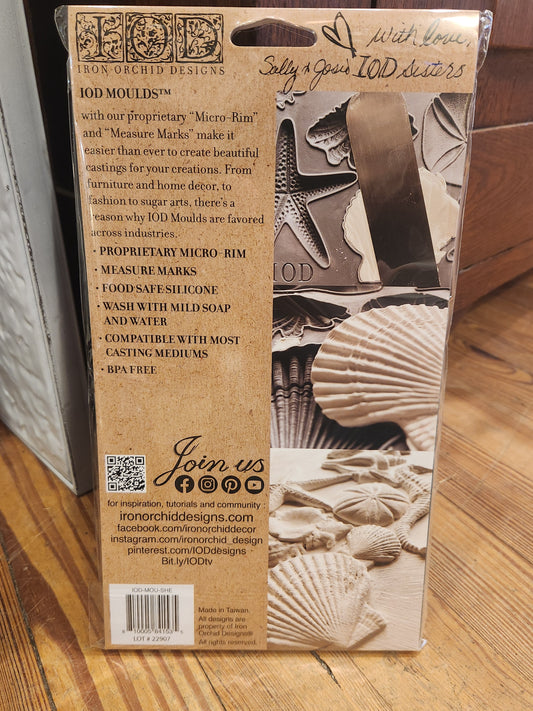 IOD
IRON ORCHID DESIGNS
with love,
Sally & Josie IOD Sisters
IOD MOULDS™
with our proprietary “Micro-Rim”
and “Measure Marks” make it
easier than ever to create beautiful
castings for your creations. From
furniture and home decor, to
fashion to sugar arts, there's a
reason why IOD Moulds are favored
across industries.
• PROPRIETARY MICRO-RIM
• MEASURE MARKS
• FOOD SAFE SILICONE
• WASH WITH MILD SOAP
AND WATER
• COMPATIBLE WITH MOST
CASTING MEDIUMS
• BPA FREE
IOD
Join us
for inspiration, tutorials and community :
ironorchiddesigns.com
facebook.com/ironorchiddecor
instagram.com/ironorchid_design
pinterest.com/IODdesigns
Bit.ly/IODtv
IOD-MOU-SHE
LOT # 22907
Made in Taiwan.
All designs are
property of Iron
Orchid Designs®
All rights reserved.